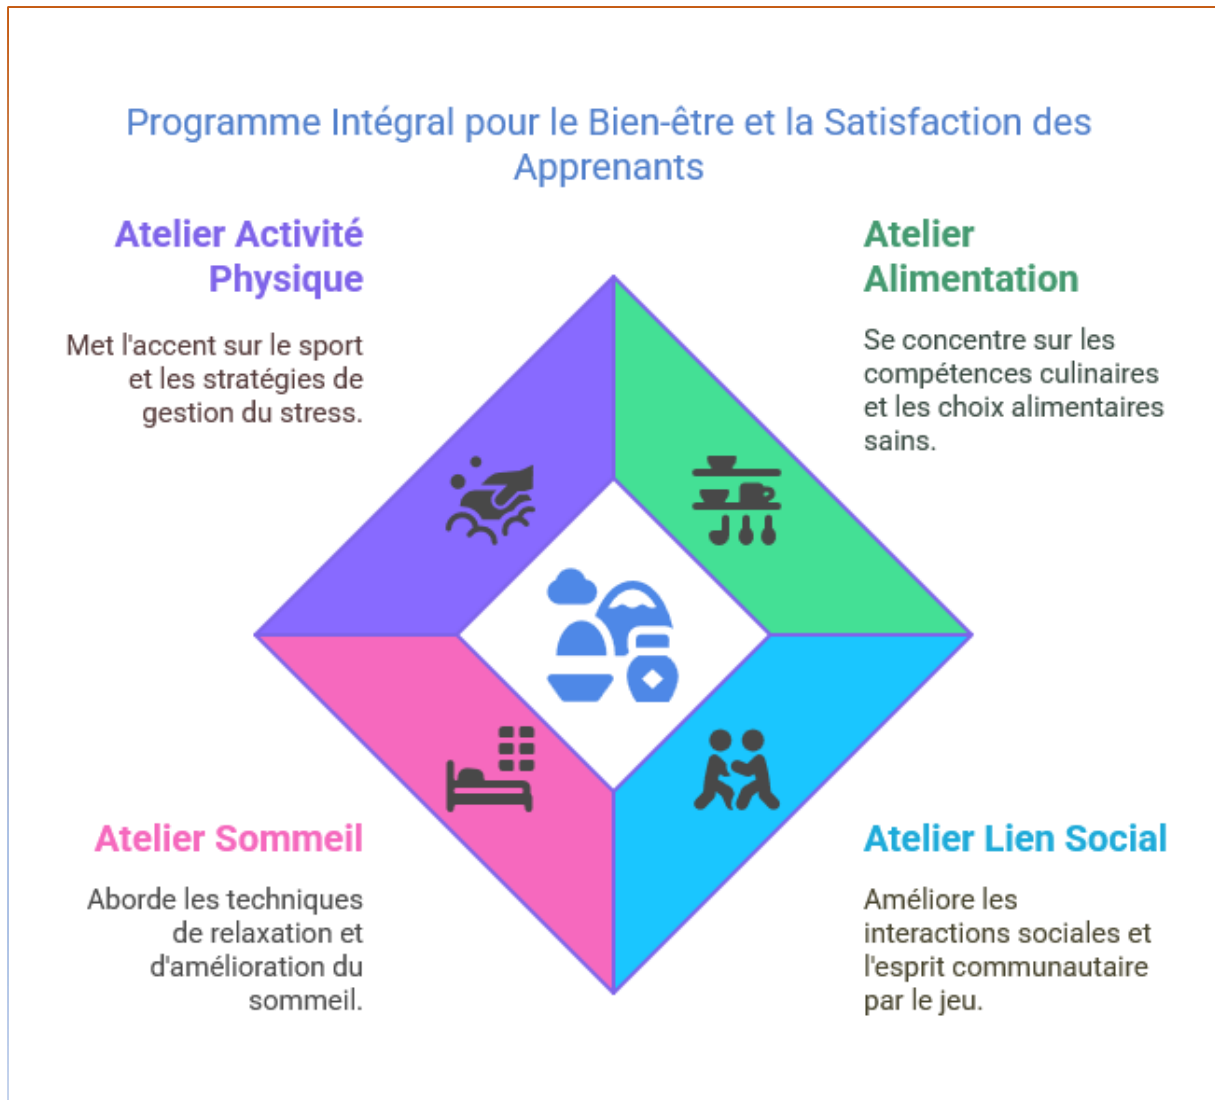 Programme Intégral pour le Bien-être et la Satisfaction des
Apprenants
Atelier Activité
Physique
Met l'accent sur le sport
et les stratégies de
gestion du stress.
Atelier
Alimentation
Se concentre sur les
compétences culinaires
et les choix alimentaires
sains.
Atelier Sommeil
Aborde les techniques
de relaxation et
d'amélioration du
sommeil.
Atelier Lien Social
Améliore les
interactions sociales et
l'esprit communautaire
par le jeu.